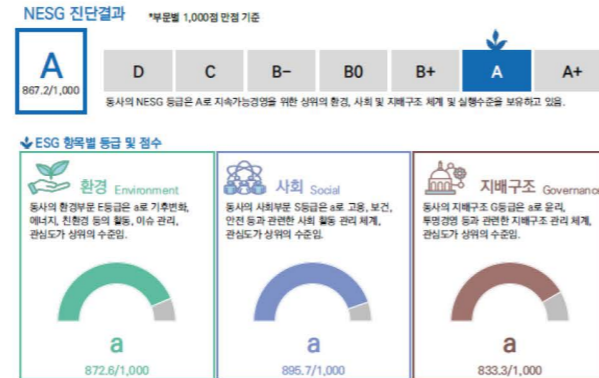 NESG 진단결과 *부문별 1,000점 만점 기준
A
867.2/1,000
D C B- B0 B+ A A+
동사의 NESG 등급은 A로 지속가능경영을 위한 상위의 환경, 사회 및 지배구조 체계 및 실행수준을 보유하고 있음.
ESG 항목별 등급 및 점수
환경 Environment
동사의 환경부문 E등급은 a로 기후변화,
에너지, 친환경 등의 활동, 이슈 관리,
관심도가 상위의 수준임.
a
872.6/1,000
사회 Social
동사의 사회부문 S등급은 a로 고용, 보건,
안전 등과 관련한 사회 활동 관리 체계,
관심도가 상위의 수준임.
a
895.7/1,000
지배구조 Governance
동사의 지배구조 G등급은 a로 윤리,
투명경영 등과 관련한 지배구조 관리 체계,
관심도가 상위의 수준임.
a
833.3/1,000